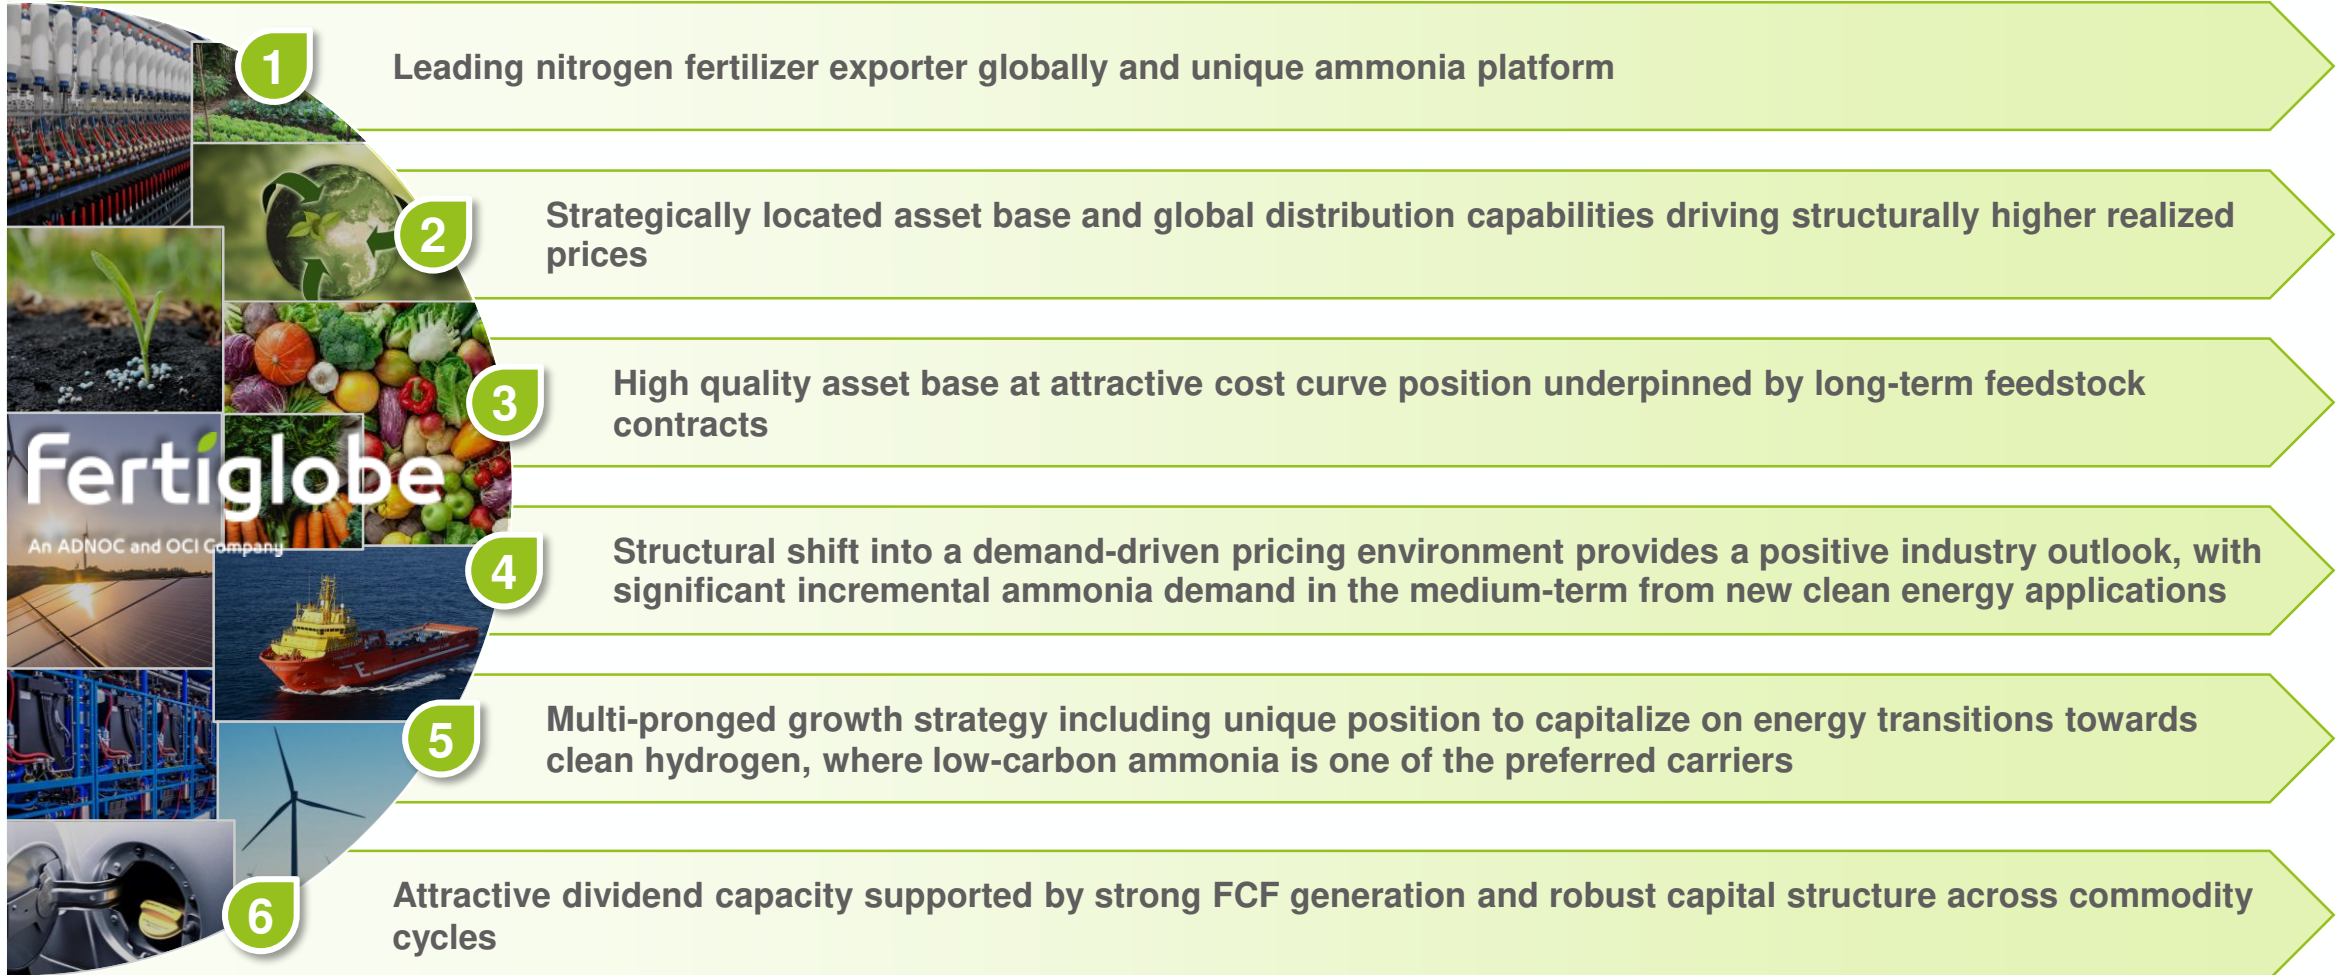 1
Leading nitrogen fertilizer exporter globally and unique ammonia platform
2
Strategically located asset base and global distribution capabilities driving structurally higher realized
prices
3
High quality asset base at attractive cost curve position underpinned by long-term feedstock
contracts
Fertiglobe
An ADNOC and OCI Company
4
Structural shift into a demand-driven pricing environment provides a positive industry outlook, with
significant incremental ammonia demand in the medium-term from new clean energy applications
5
Multi-pronged growth strategy including unique position to capitalize on energy transitions towards
clean hydrogen, where low-carbon ammonia is one of the preferred carriers
6
Attractive dividend capacity supported by strong FCF generation and robust capital structure across commodity
cycles